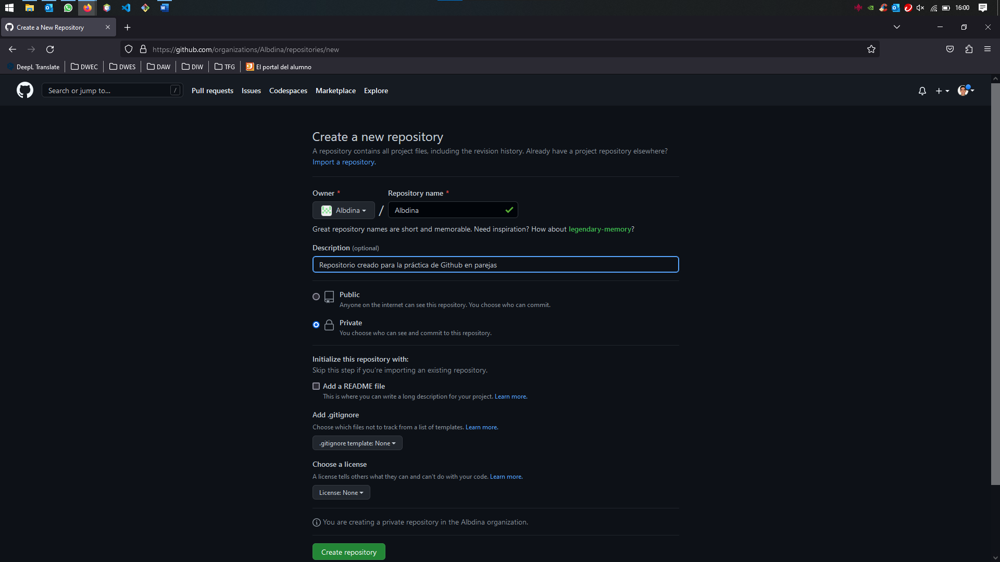 16:00
Create a New Repository
https://github.com/organizations/Albdina/repositories/new
DeepL Translate DWEC DWES DAW DIW TFG El portal del alumno
Search or jump to... / Pull requests Issues Codespaces Marketplace Explore
Create a new repository
A repository contains all project files, including the revision history. Already have a project repository elsewhere?
Import a repository.
Owner * Repository name *
Albdina / Albdina
Great repository names are short and memorable. Need inspiration? How about legendary-memory?
Description (optional)
Repositorio creado para la práctica de Github en parejas
Public
Anyone on the internet can see this repository. You choose who can commit.
Private
You choose who can see and commit to this repository.
Initialize this repository with:
Skip this step if you're importing an existing repository.
Add a README file
This is where you can write a long description for your project. Learn more.
Add .gitignore
Choose which files not to track from a list of templates. Learn more.
.gitignore template: None
Choose a license
A license tells others what they can and can't do with your code. Learn more.
License: None
You are creating a private repository in the Albdina organization.
Create repository